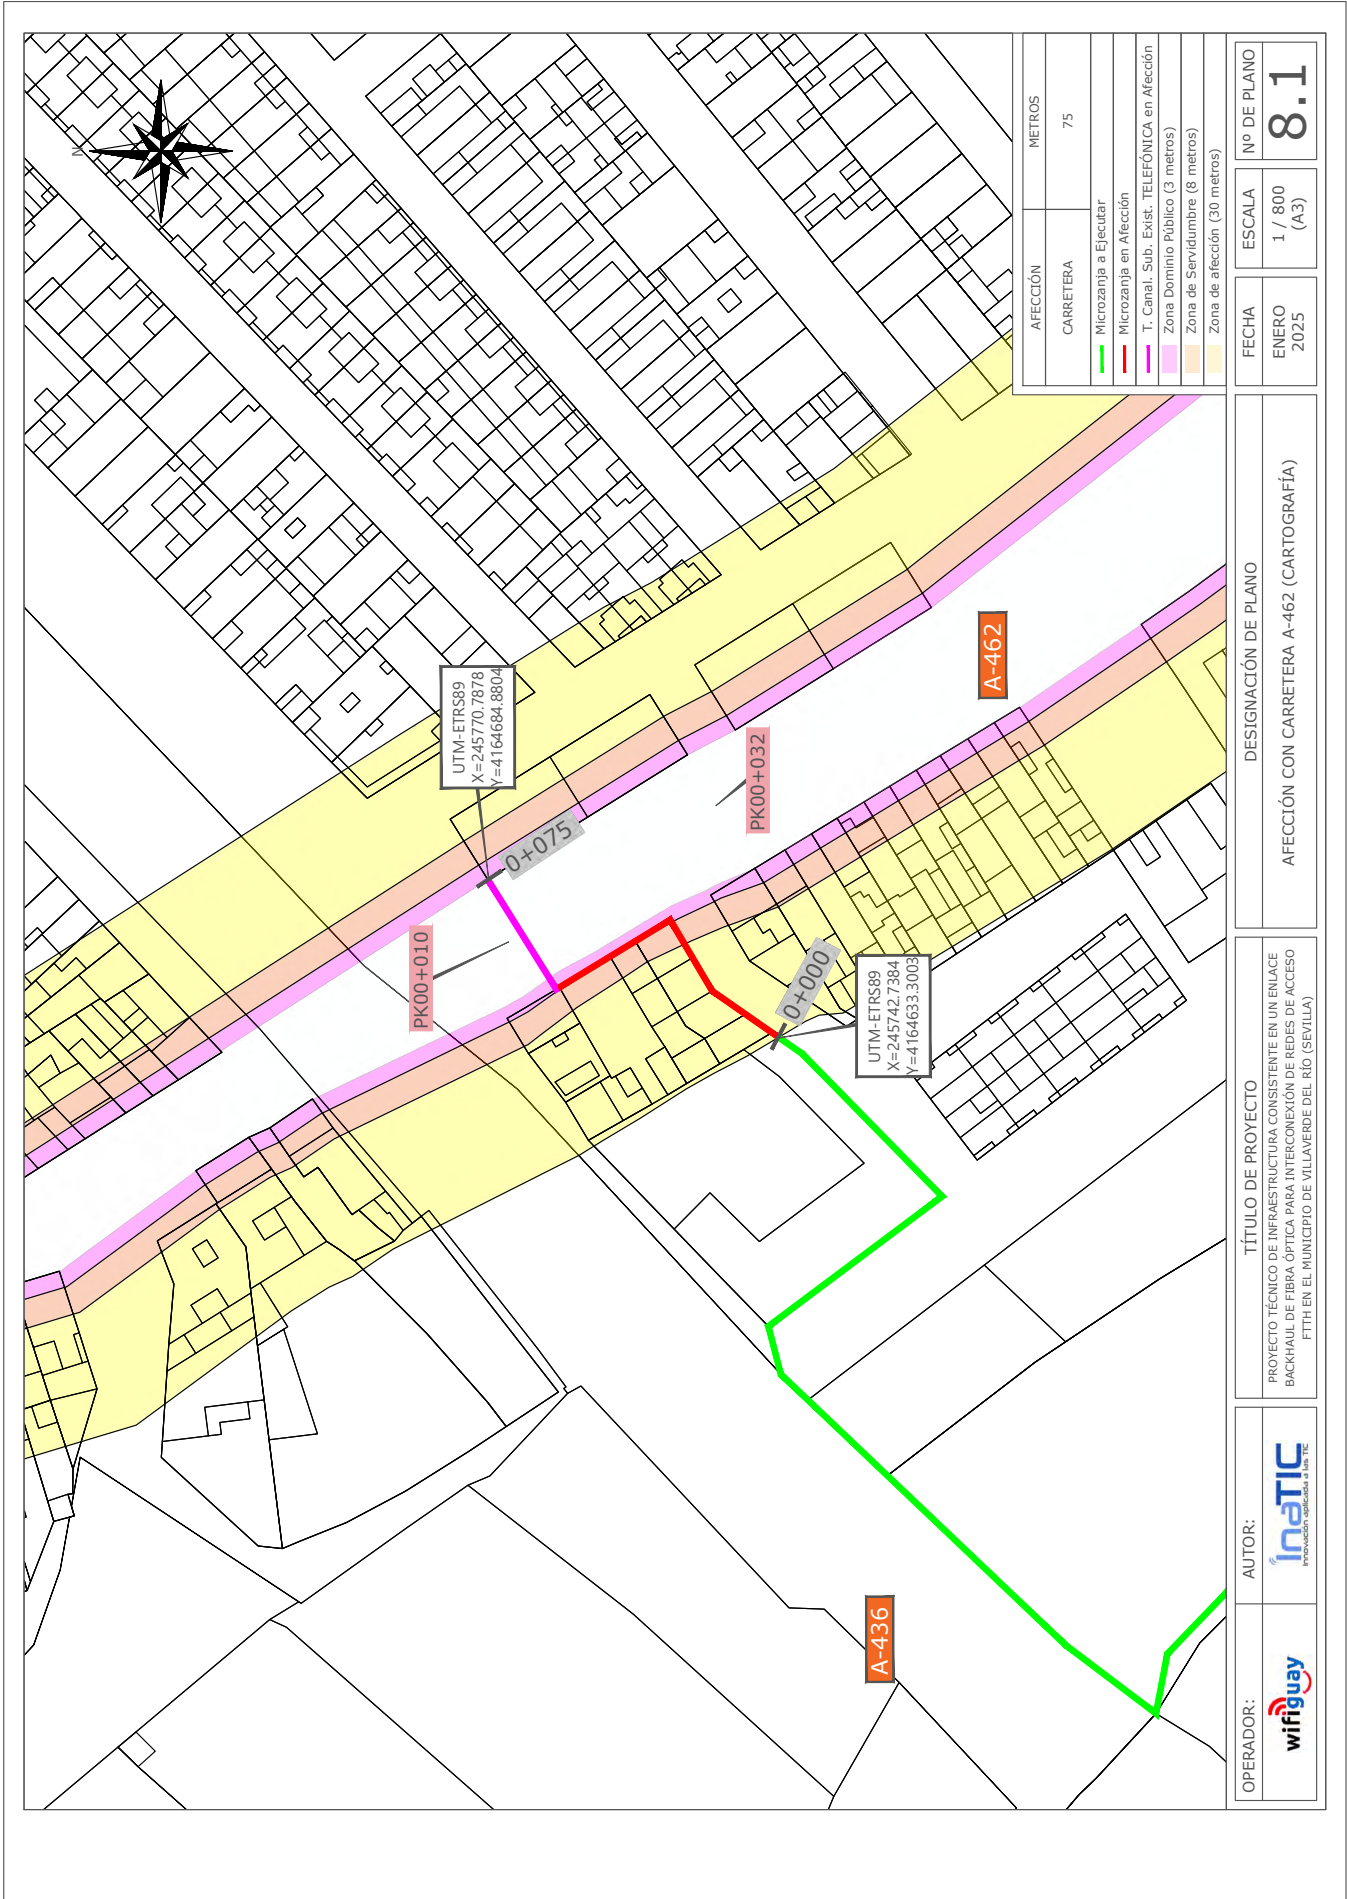 N
UTM-ETRS89
X=245770.7878
Y=4164684.8804
0+075
PK00+010
PK00+032
A-462
0+000
UTM-ETRS89
X=245742.7384
Y=4164633.3003
A-436
AFECCIÓN METROS
CARRETERA 75
Microzanja a Ejecutar
Microzanja en Afección
T. Canal. Sub. Exist. TELEFÓNICA en Afección
Zona Dominio Público (3 metros)
Zona de Servidumbre (8 metros)
Zona de afección (30 metros)
OPERADOR:
wifiguay
AUTOR:
InaTIC
Innovación aplicada a las TIC
TÍTULO DE PROYECTO
PROYECTO TÉCNICO DE INFRAESTRUCTURA CONSISTENTE EN UN ENLACE
BACKHAUL DE FIBRA ÓPTICA PARA INTERCONEXIÓN DE REDES DE ACCESO
FTTH EN EL MUNICIPIO DE VILLAVERDE DEL RÍO (SEVILLA)
DESIGNACIÓN DE PLANO
AFECCIÓN CON CARRETERA A-462 (CARTOGRAFÍA)
FECHA
ENERO
2025
ESCALA
1 / 800
(A3)
Nº DE PLANO
8.1